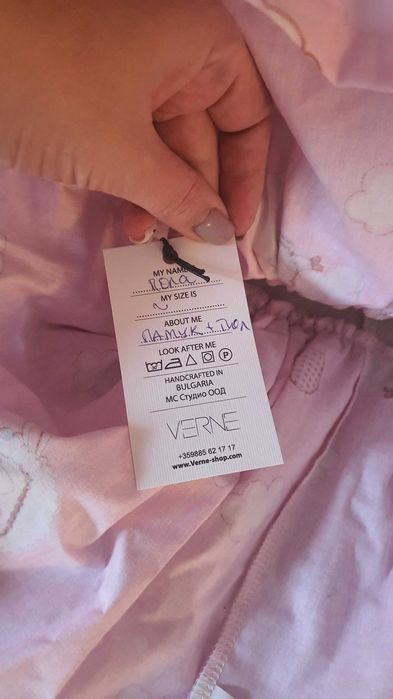 MY NAME
ПОЛА
MY SIZE IS
~
ABOUT ME
ПАМУК + ТЮЛ
LOOK AFTER ME
P
HANDCRAFTED IN
BULGARIA
МС Студио ООД
VERNE
+359885 62 17 17
www.Verne-shop.com